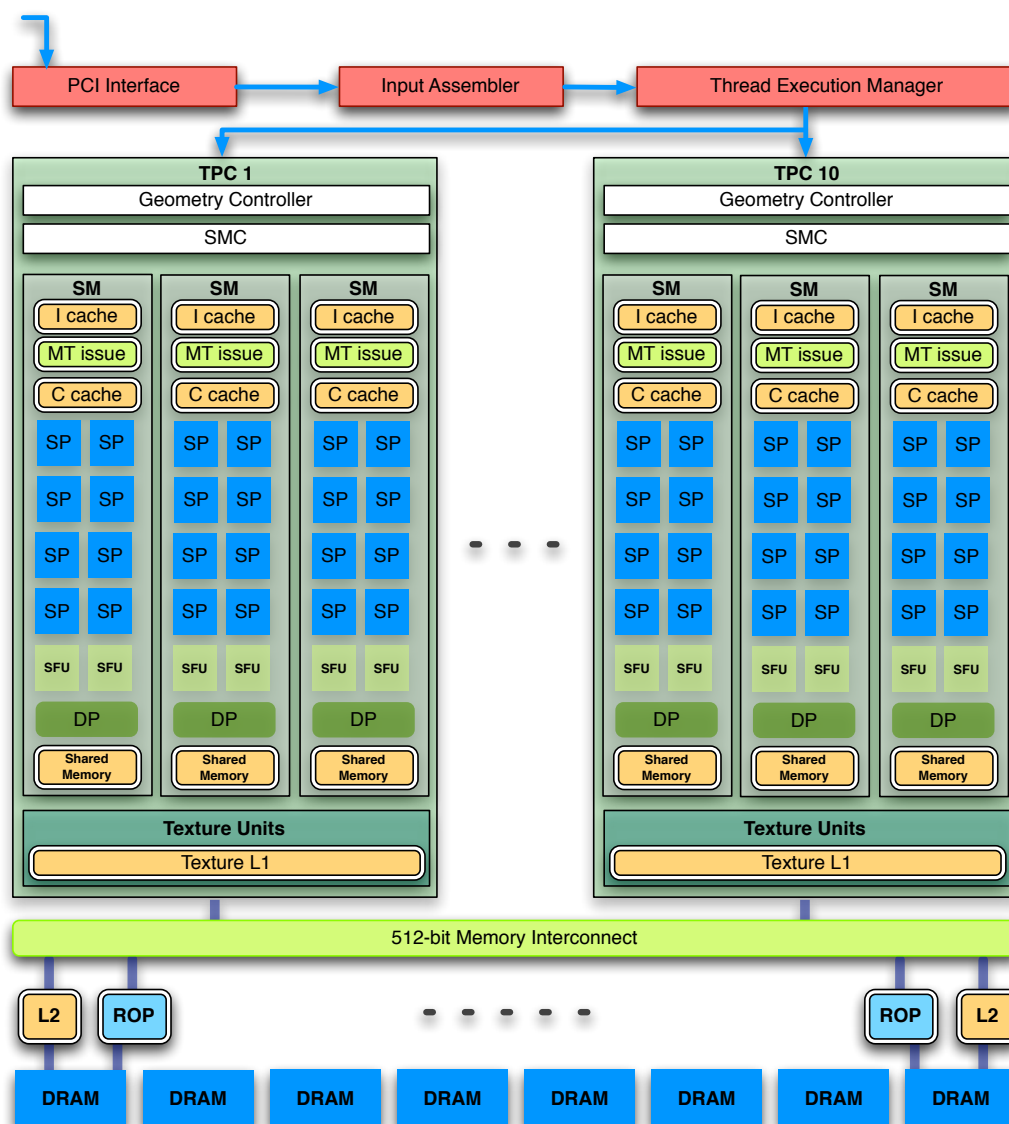 PCI Interface
Input Assembler
Thread Execution Manager
TPC 1
Geometry Controller
SMC
SM
I cache
MT issue
C cache
SP SP
SP SP
SP SP
SP SP
SFU SFU
DP
Shared
Memory
SM
I cache
MT issue
C cache
SP SP
SP SP
SP SP
SP SP
SFU SFU
DP
Shared
Memory
SM
I cache
MT issue
C cache
SP SP
SP SP
SP SP
SP SP
SFU SFU
DP
Shared
Memory
Texture Units
Texture L1
TPC 10
Geometry Controller
SMC
SM
I cache
MT issue
C cache
SP SP
SP SP
SP SP
SP SP
SFU SFU
DP
Shared
Memory
SM
I cache
MT issue
C cache
SP SP
SP SP
SP SP
SP SP
SFU SFU
DP
Shared
Memory
SM
I cache
MT issue
C cache
SP SP
SP SP
SP SP
SP SP
SFU SFU
DP
Shared
Memory
Texture Units
Texture L1
512-bit Memory Interconnect
L2
ROP
ROP
L2
DRAM
DRAM
DRAM
DRAM
DRAM
DRAM
DRAM
DRAM